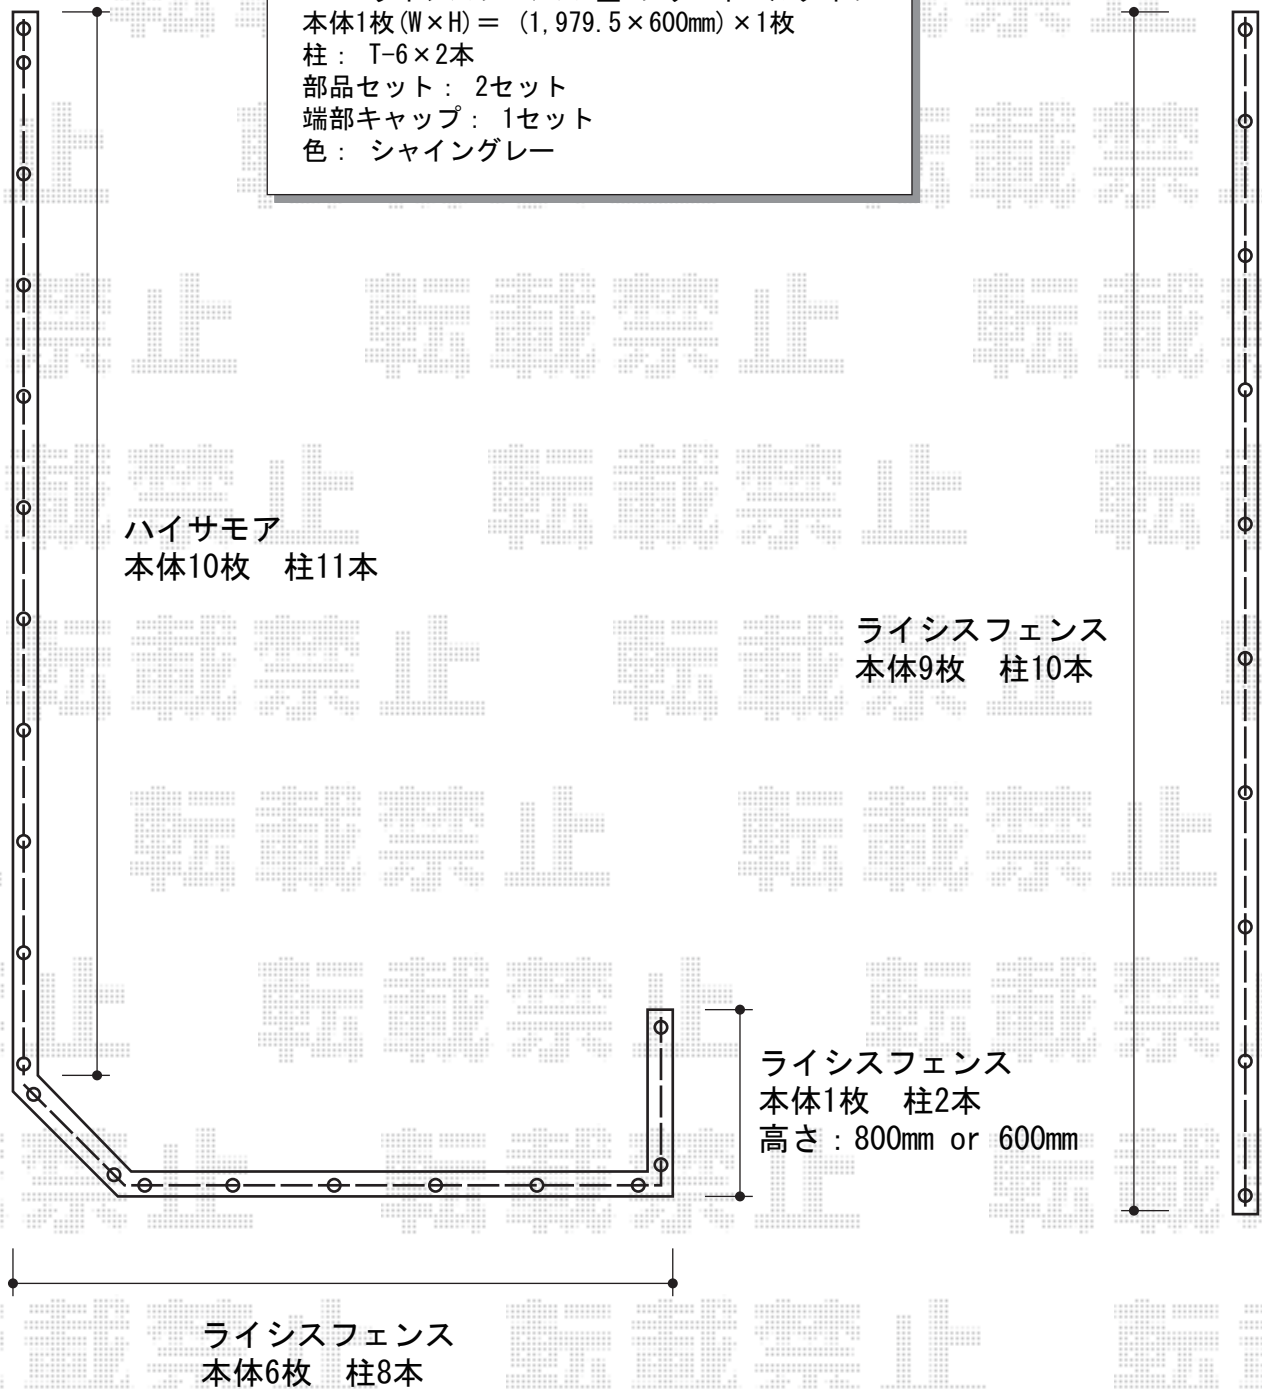 本体1枚(W×H)＝ (1,979.5×600mm)×1枚
柱： T-6×2本
部品セット： 2セット
端部キャップ： 1セット
色： シャイングレー
ハイサモア
本体10枚　柱11本
ライシスフェンス
本体9枚　柱10本
ライシスフェンス
本体1枚　柱2本
高さ：800mm or 600mm
ライシスフェンス
本体6枚　柱8本
転載禁止